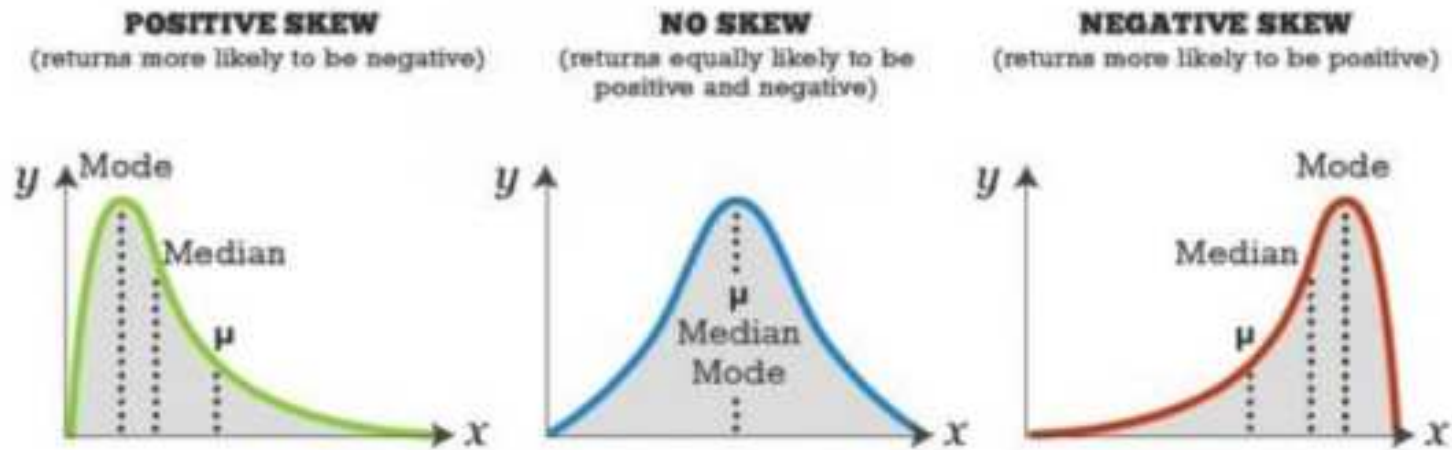 POSITIVE SKEW
(returns more likely to be negative)
y
Mode
Median
μ
x
NO SKEW
(returns equally likely to be
positive and negative)
y
μ
Median
Mode
x
NEGATIVE SKEW
(returns more likely to be positive)
y
Mode
Median
μ
x